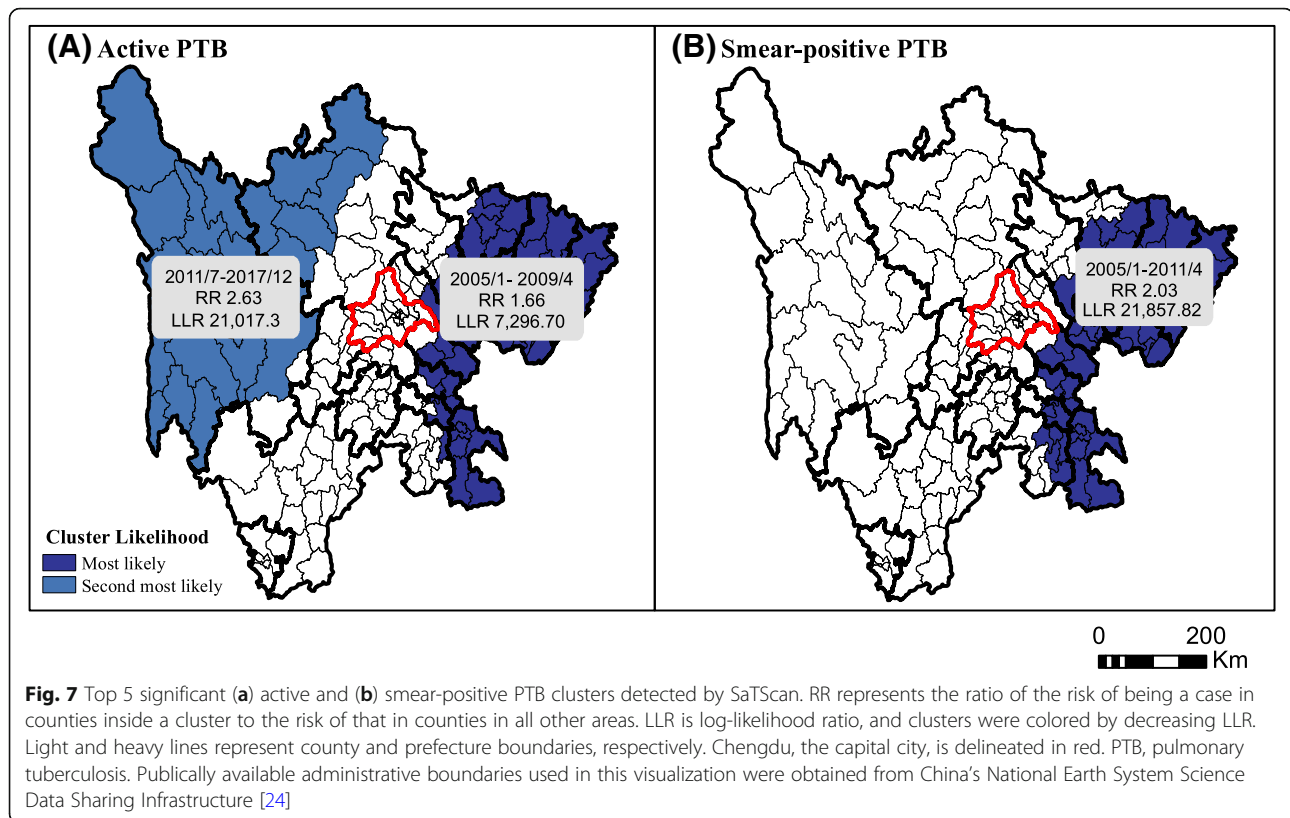 (A) Active PTB
(B) Smear-positive PTB
2011/7-2017/12
RR 2.63
LLR 21,017.3
2005/1- 2009/4
RR 1.66
LLR 7,296.70
2005/1-2011/4
RR 2.03
LLR 21,857.82
Cluster Likelihood
Most likely
Second most likely
0 200
Km
Fig. 7 Top 5 significant (a) active and (b) smear-positive PTB clusters detected by SaTScan. RR represents the ratio of the risk of being a case in
counties inside a cluster to the risk of that in counties in all other areas. LLR is log-likelihood ratio, and clusters were colored by decreasing LLR.
Light and heavy lines represent county and prefecture boundaries, respectively. Chengdu, the capital city, is delineated in red. PTB, pulmonary
tuberculosis. Publically available administrative boundaries used in this visualization were obtained from China's National Earth System Science
Data Sharing Infrastructure [24]